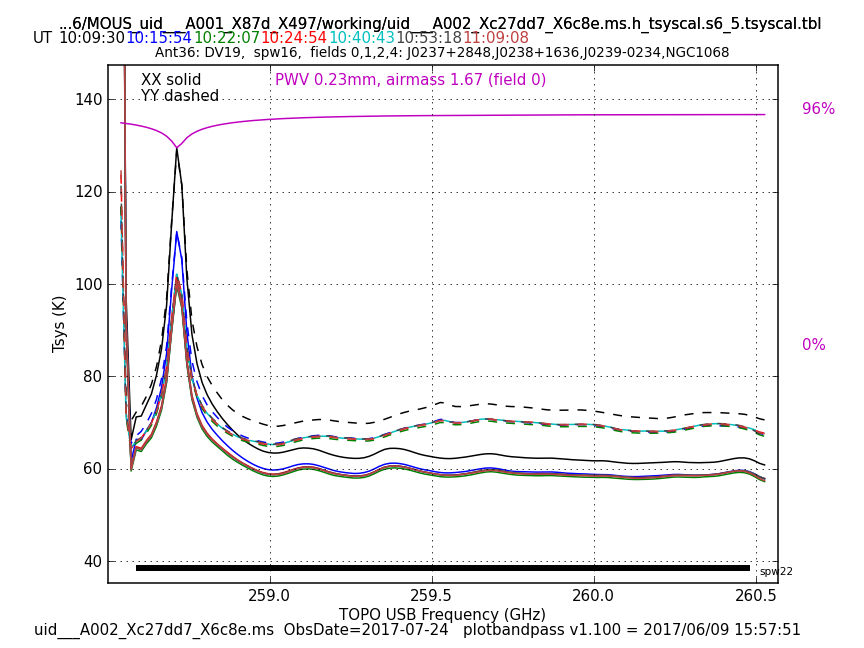 ...6/MOUS_uid___A001_X87d_X497/working/uid___A002_Xc27dd7_X6c8e.ms.h_tsyscal.s6_5.tsyscal.tbl
UT 10:09:30 10:15:54 10:22:07 10:24:54 10:40:43 10:53:18 11:09:08
Ant36: DV19, spw16, fields 0,1,2,4: J0237+2848,J0238+1636,J0239-0234,NGC1068
XX solid
YY dashed
PWV 0.23mm, airmass 1.67 (field 0)
96%
0%
140
120
100
80
60
40
Tsys (K)
spw22
259.0 259.5 260.0 260.5
TOPO USB Frequency (GHz)
uid___A002_Xc27dd7_X6c8e.ms ObsDate=2017-07-24 plotbandpass v1.100 = 2017/06/09 15:57:51